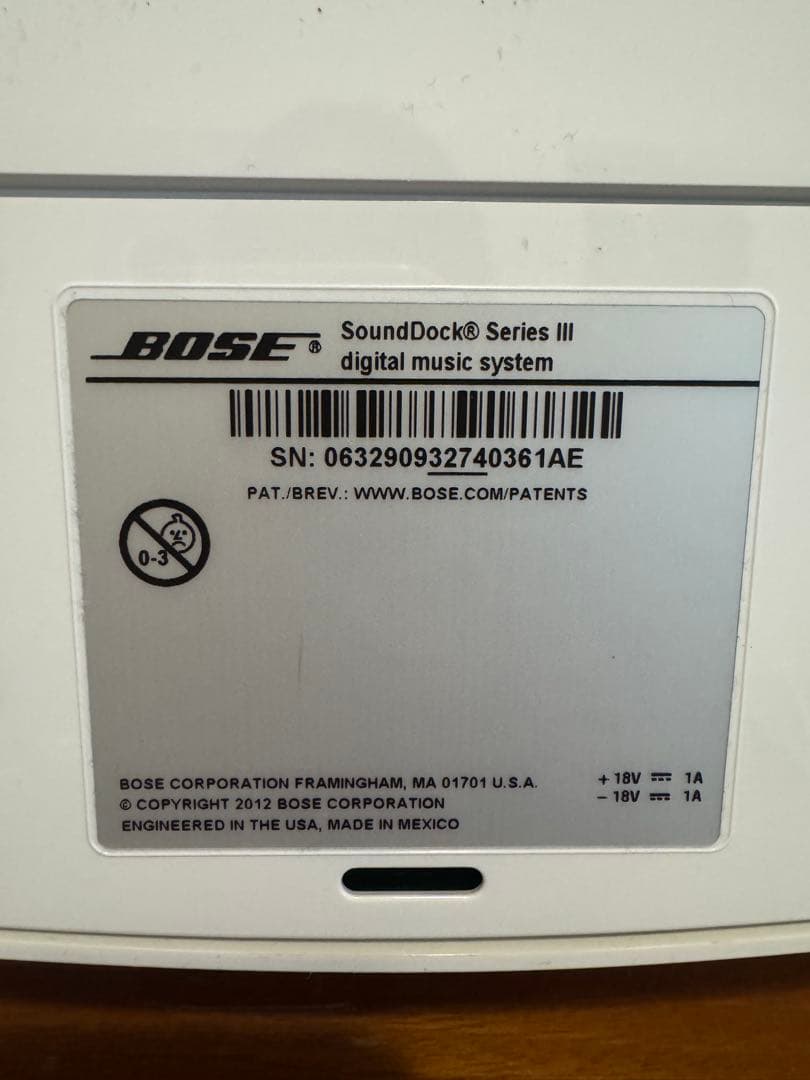 BOSE®
SoundDock® Series III
digital music system
SN: 063290932740361AE
PAT./BREV.: WWW.BOSE.COM/PATENTS
0-3
BOSE CORPORATION FRAMINGHAM, MA 01701 U.S.A.
© COPYRIGHT 2012 BOSE CORPORATION
ENGINEERED IN THE USA, MADE IN MEXICO
+ 18V ⎓ 1A
− 18V ⎓ 1A